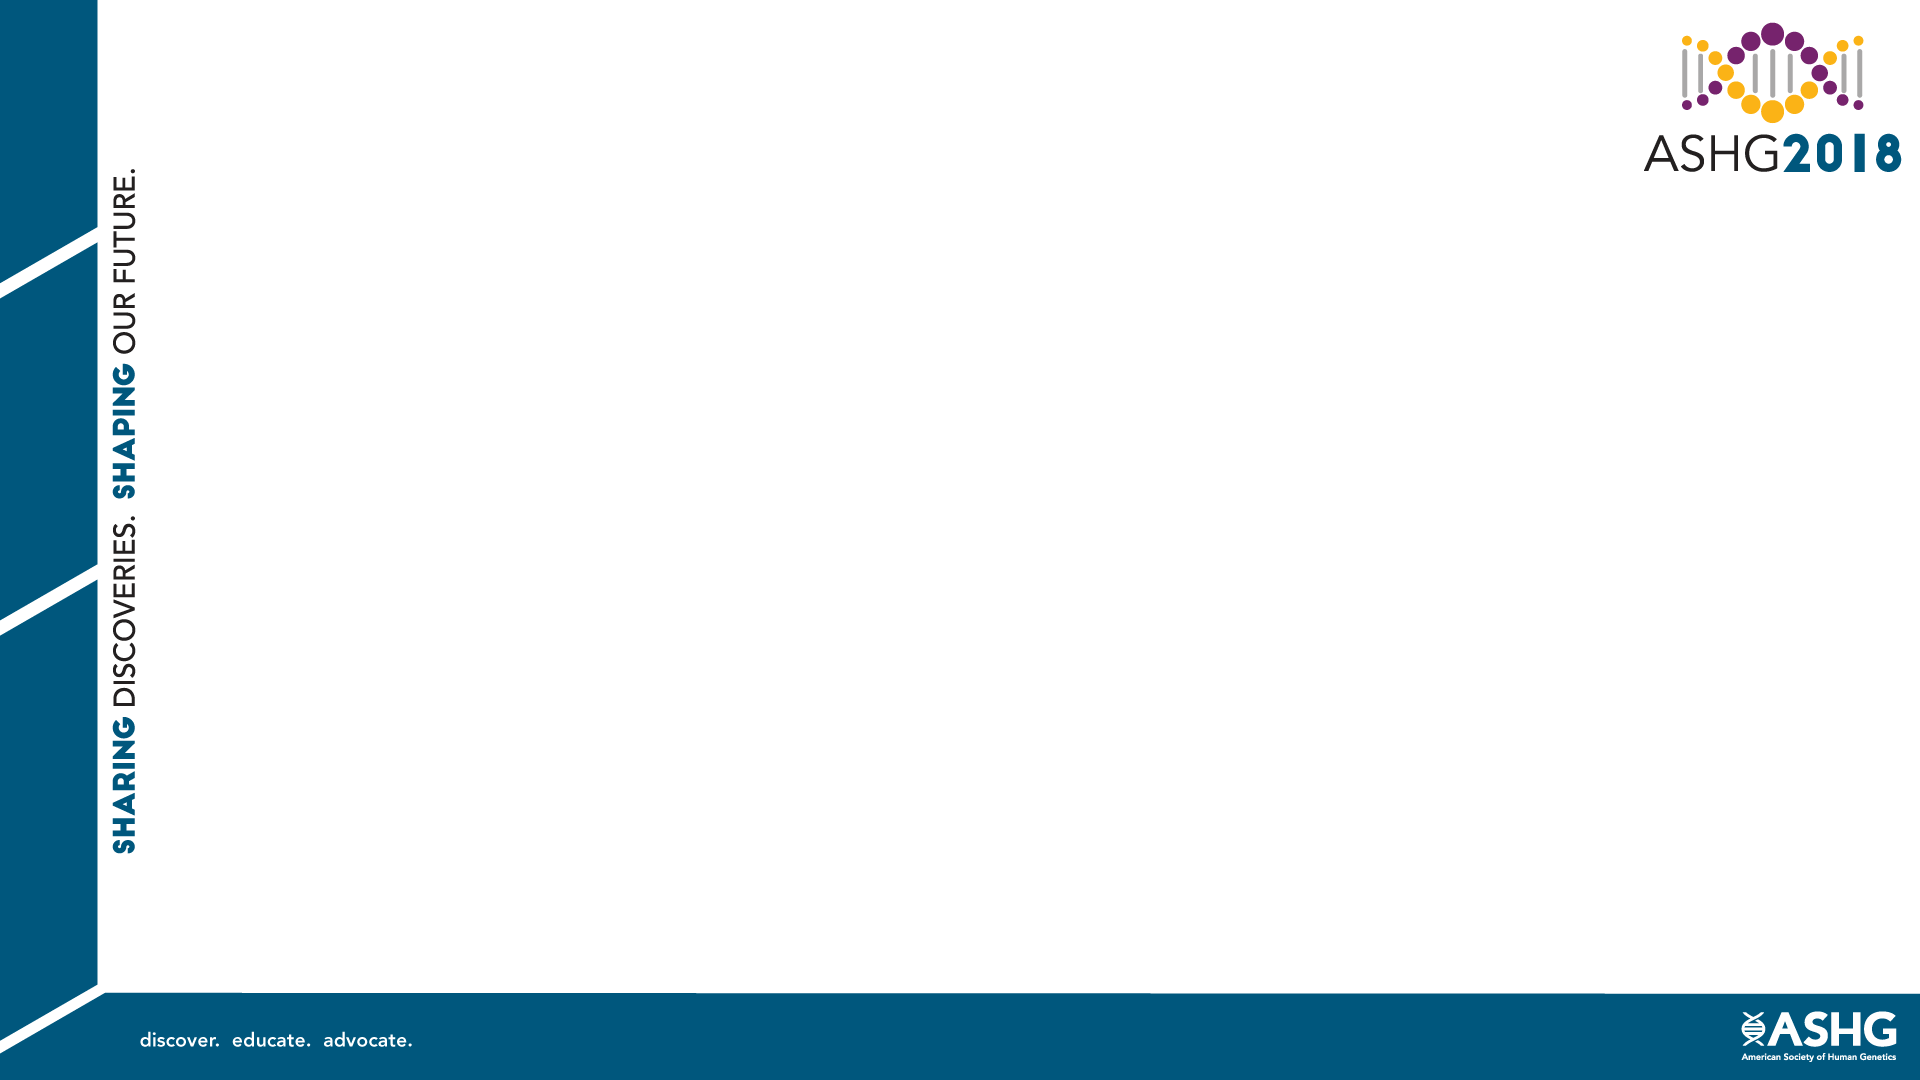 ASHG2018
SHARING DISCOVERIES. SHAPING OUR FUTURE.
discover. educate. advocate.
ASHG
American Society of Human Genetics